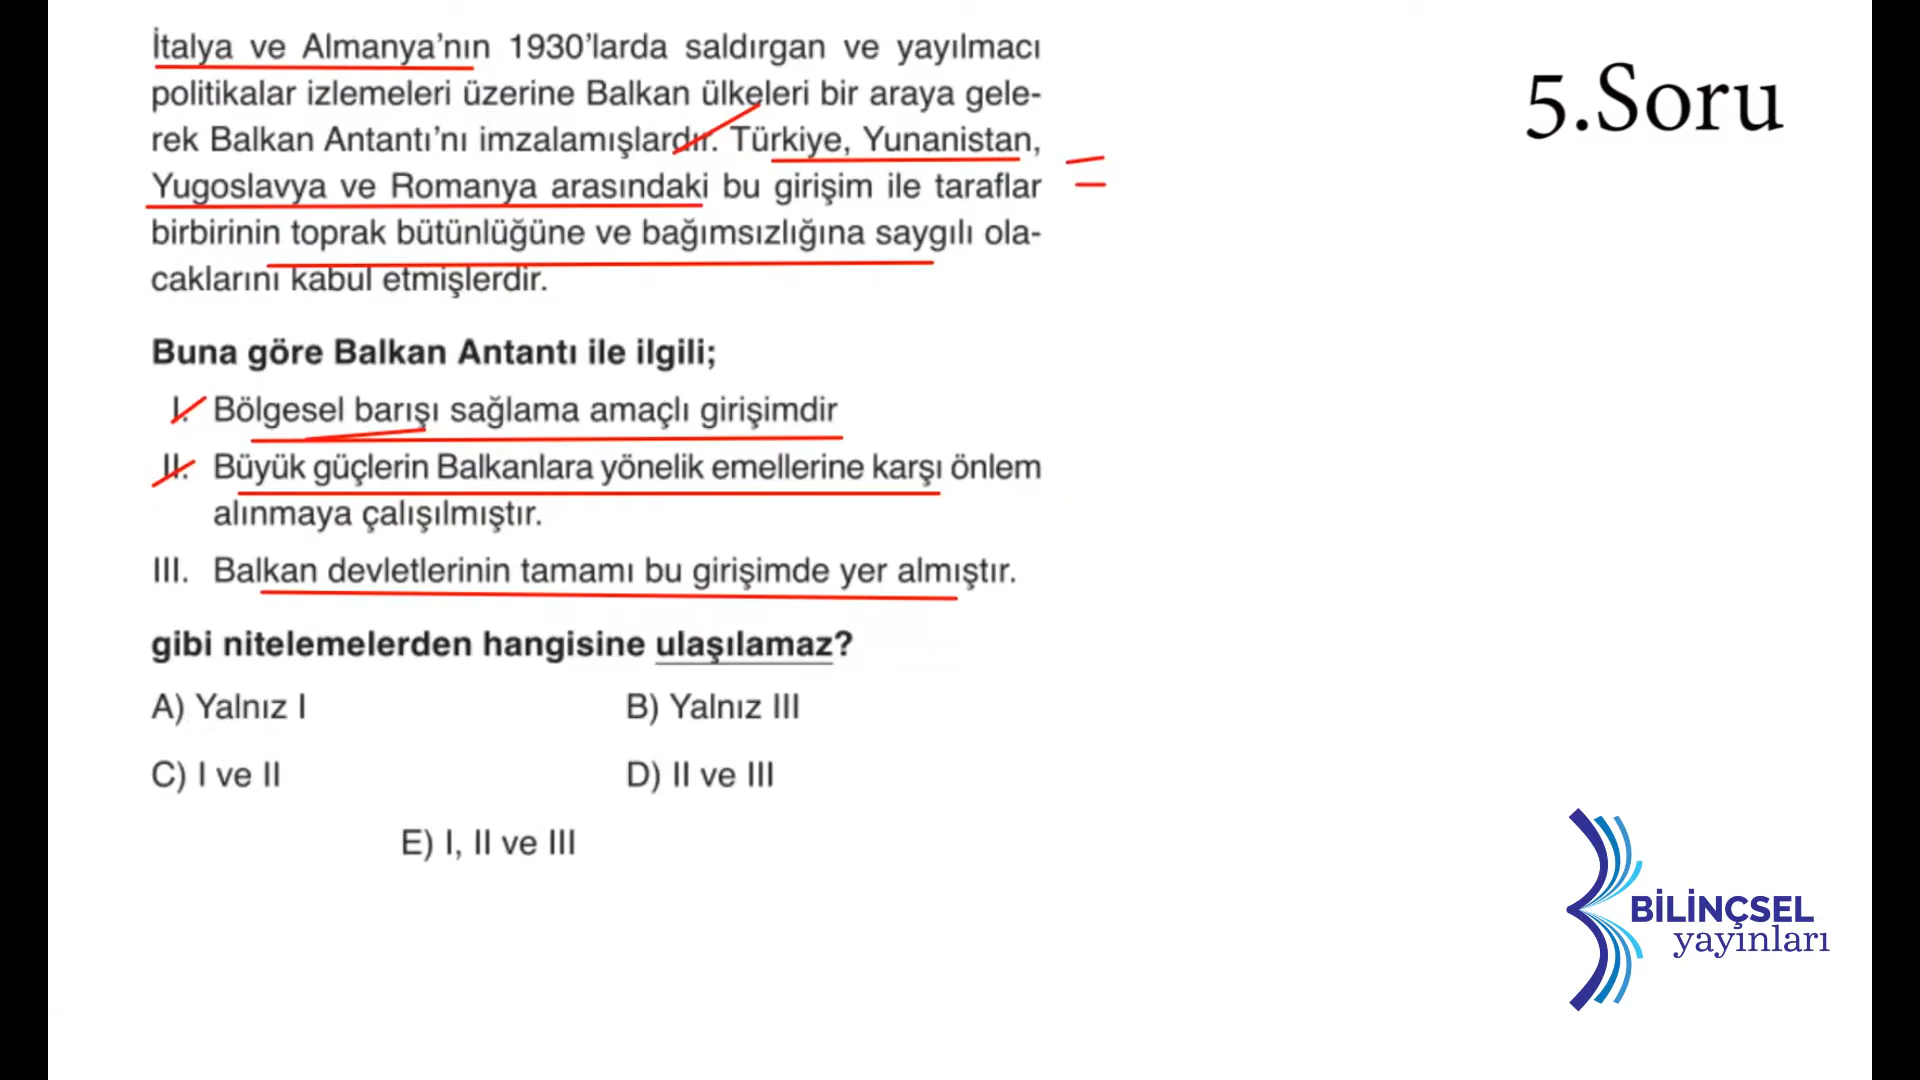 İtalya ve Almanya’nın 1930’larda saldırgan ve yayılmacı
politikalar izlemeleri üzerine Balkan ülkeleri bir araya gele-
rek Balkan Antantı’nı imzalamışlardır. Türkiye, Yunanistan,
Yugoslavya ve Romanya arasındaki bu girişim ile taraflar
birbirinin toprak bütünlüğüne ve bağımsızlığına saygılı ola-
caklarını kabul etmişlerdir.
Buna göre Balkan Antantı ile ilgili;
I. Bölgesel barışı sağlama amaçlı girişimdir
II. Büyük güçlerin Balkanlara yönelik emellerine karşı önlem
alınmaya çalışılmıştır.
III. Balkan devletlerinin tamamı bu girişimde yer almıştır.
gibi nitelemelerden hangisine ulaşılamaz?
A) Yalnız I
B) Yalnız III
C) I ve II
D) II ve III
E) I, II ve III
5.Soru
BİLİNÇSEL
yayınları